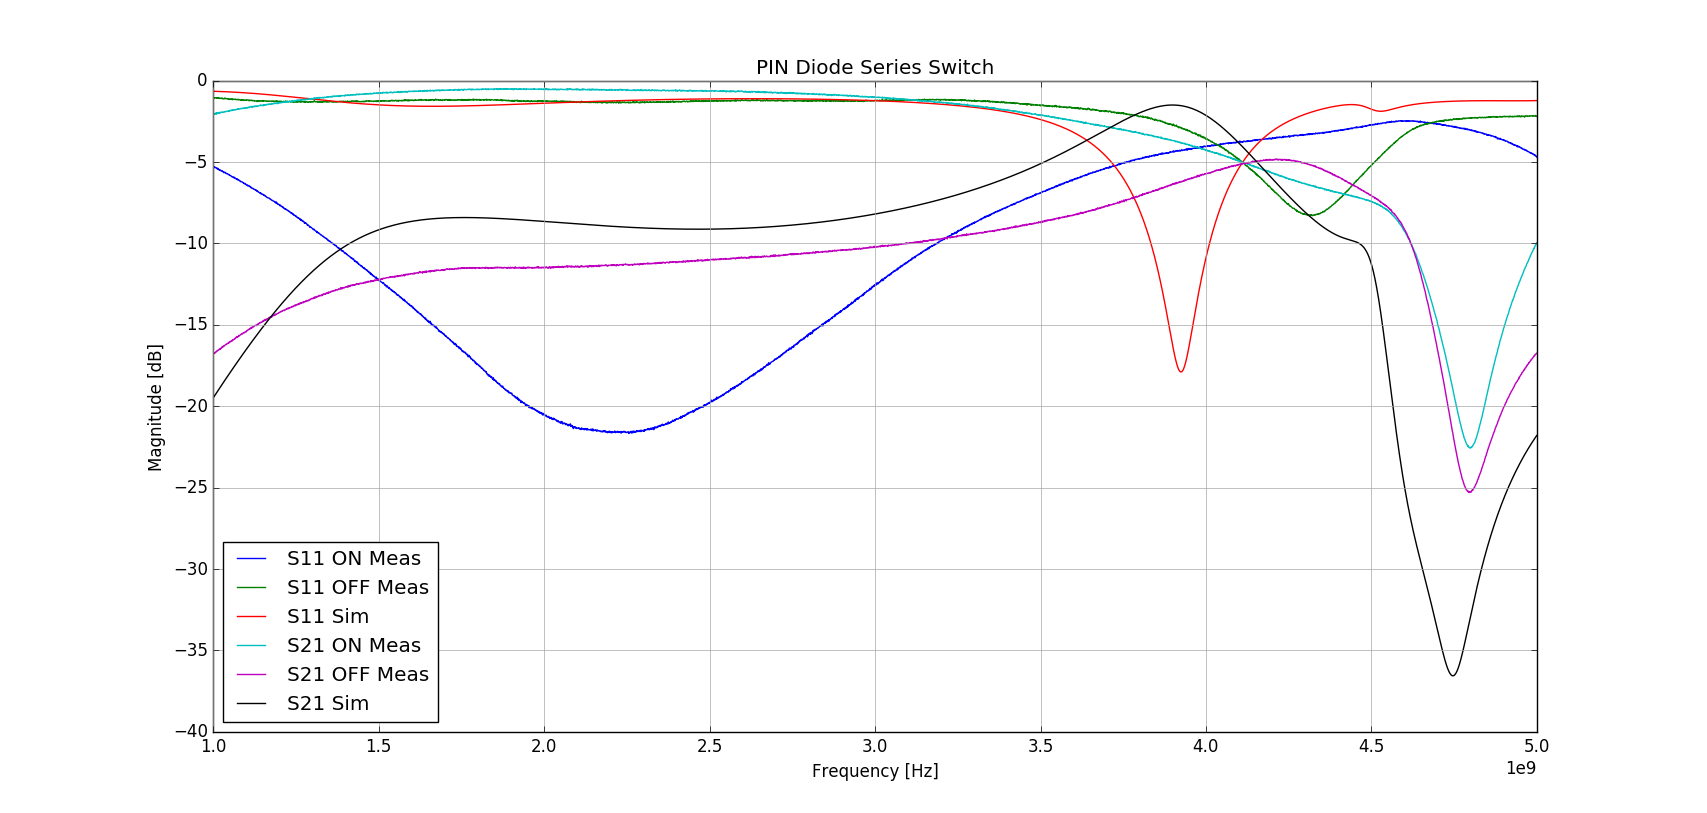 PIN Diode Series Switch
0
−5
−10
−15
−20
−25
−30
−35
−40
Magnitude [dB]
S11 ON Meas
S11 OFF Meas
S11 Sim
S21 ON Meas
S21 OFF Meas
S21 Sim
1.0 1.5 2.0 2.5 3.0 3.5 4.0 4.5 5.0
Frequency [Hz]
1e9